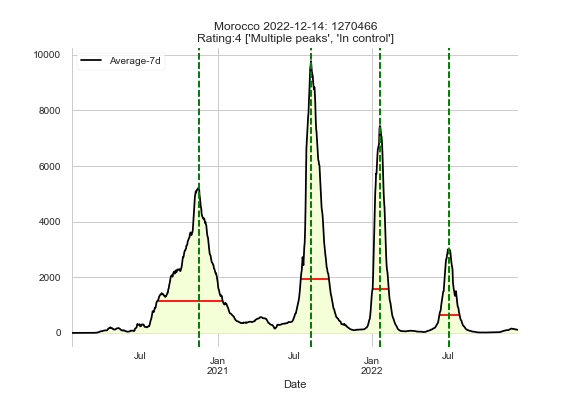 Morocco 2022-12-14: 1270466
Rating:4 ['Multiple peaks', 'In control']
10000
Average-7d
8000
6000
4000
2000
0
Jul Jan Jul Jan Jul
2021 2022
Date